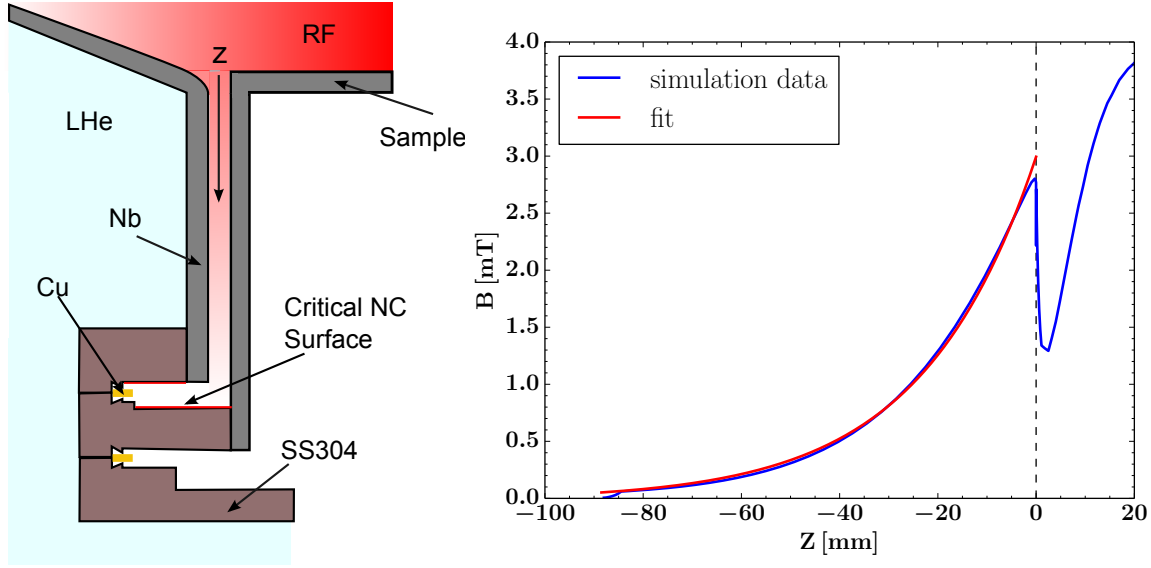 RF
z
LHe
Sample
Nb
Cu
Critical NC
Surface
SS304
4.0
3.5
3.0
2.5
2.0
1.5
1.0
0.5
0.0
B [mT]
simulation data
fit
−100
−80
−60
−40
−20
0
20
Z [mm]